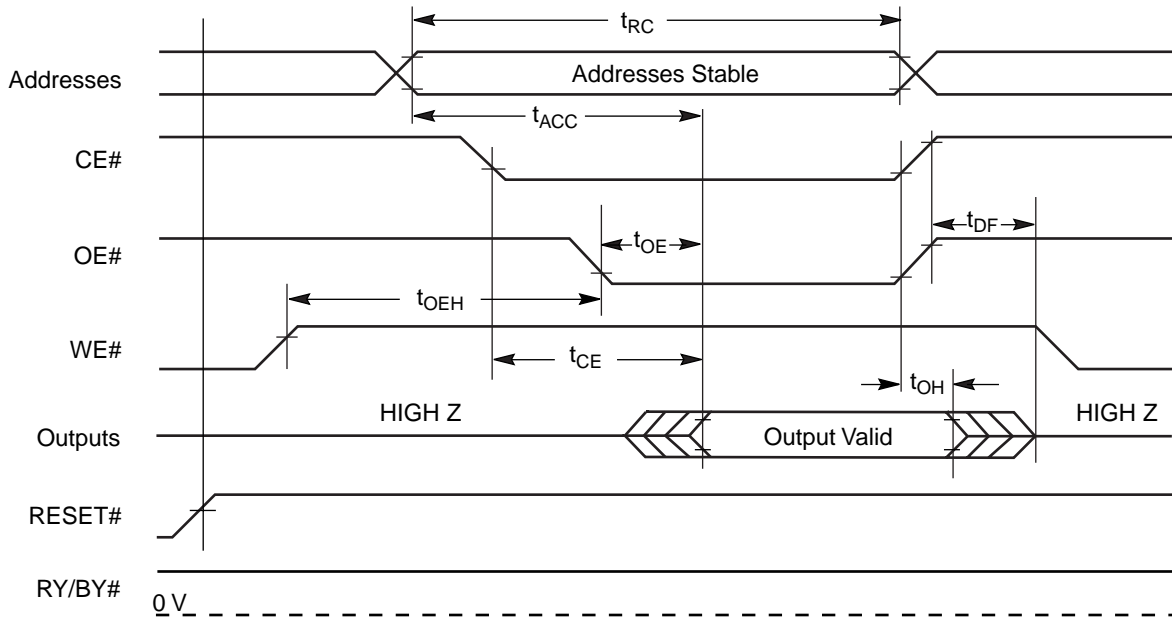 tRC
Addresses
Addresses Stable
tACC
CE#
tDF
OE#
tOE
tOEH
WE#
tCE
tOH
HIGH Z
HIGH Z
Outputs
Output Valid
RESET#
RY/BY#
0 V